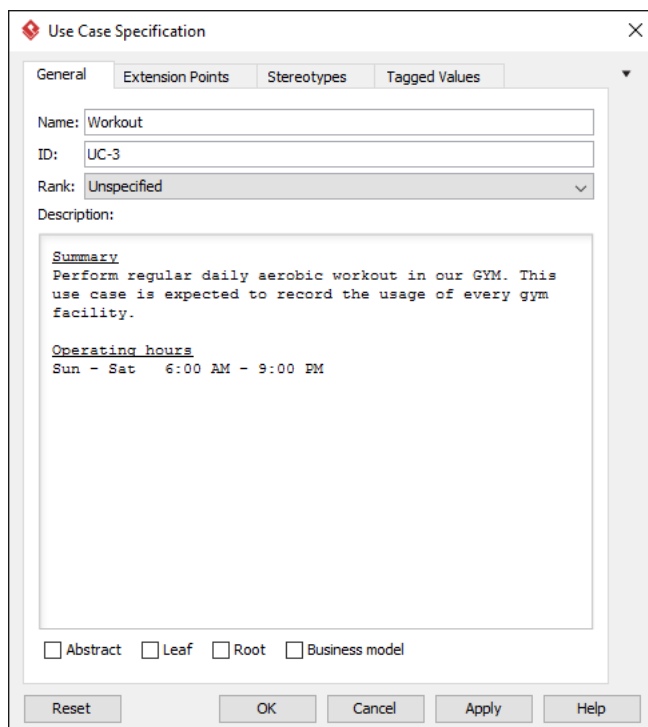 Use Case Specification
General Extension Points Stereotypes Tagged Values
Name: Workout
ID: UC-3
Rank: Unspecified
Description:
Summary
Perform regular daily aerobic workout in our GYM. This
use case is expected to record the usage of every gym
facility.
Operating hours
Sun - Sat 6:00 AM - 9:00 PM
Abstract Leaf Root Business model
Reset OK Cancel Apply Help